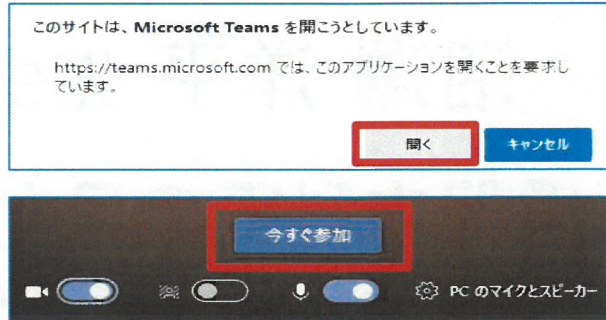 このサイトは、Microsoft Teams を開こうとしています。
https://teams.microsoft.com では、このアプリケーションを開くことを要求し
ています。
開く
キャンセル
今すぐ参加
PC のマイクとスピーカー